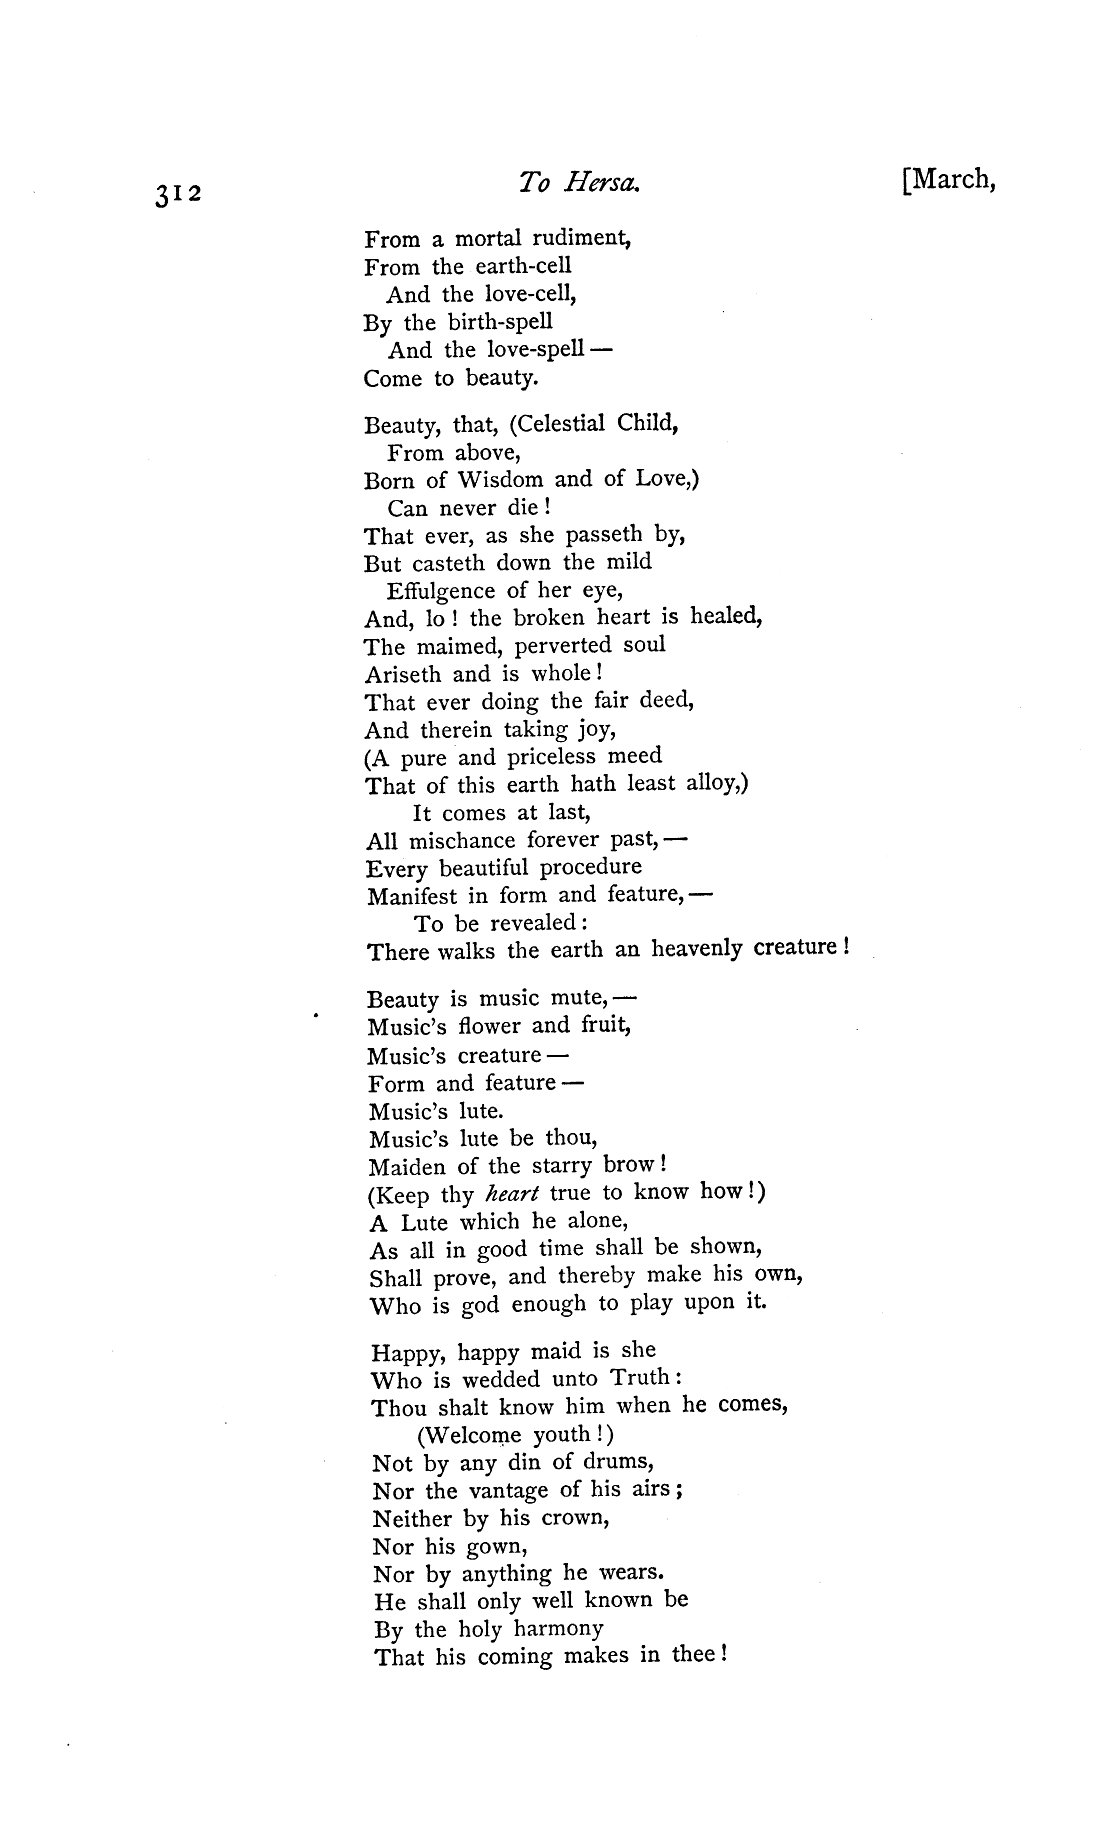 312 To Hersa. [March,
From a mortal rudiment,
From the earth-cell
And the love-cell,
By the birth-spell
And the love-spell —
Come to beauty.
Beauty, that, (Celestial Child,
From above,
Born of Wisdom and of Love,)
Can never die !
That ever, as she passeth by,
But casteth down the mild
Effulgence of her eye,
And, lo ! the broken heart is healed,
The maimed, perverted soul
Ariseth and is whole !
That ever doing the fair deed,
And therein taking joy,
(A pure and priceless meed
That of this earth hath least alloy,)
It comes at last,
All mischance forever past, —
Every beautiful procedure
Manifest in form and feature, —
To be revealed :
There walks the earth an heavenly creature !
Beauty is music mute, —
Music's flower and fruit,
Music's creature —
Form and feature —
Music's lute.
Music's lute be thou,
Maiden of the starry brow !
(Keep thy heart true to know how !)
A Lute which he alone,
As all in good time shall be shown,
Shall prove, and thereby make his own,
Who is god enough to play upon it.
Happy, happy maid is she
Who is wedded unto Truth :
Thou shalt know him when he comes,
(Welcome youth !)
Not by any din of drums,
Nor the vantage of his airs ;
Neither by his crown,
Nor his gown,
Nor by anything he wears.
He shall only well known be
By the holy harmony
That his coming makes in thee !